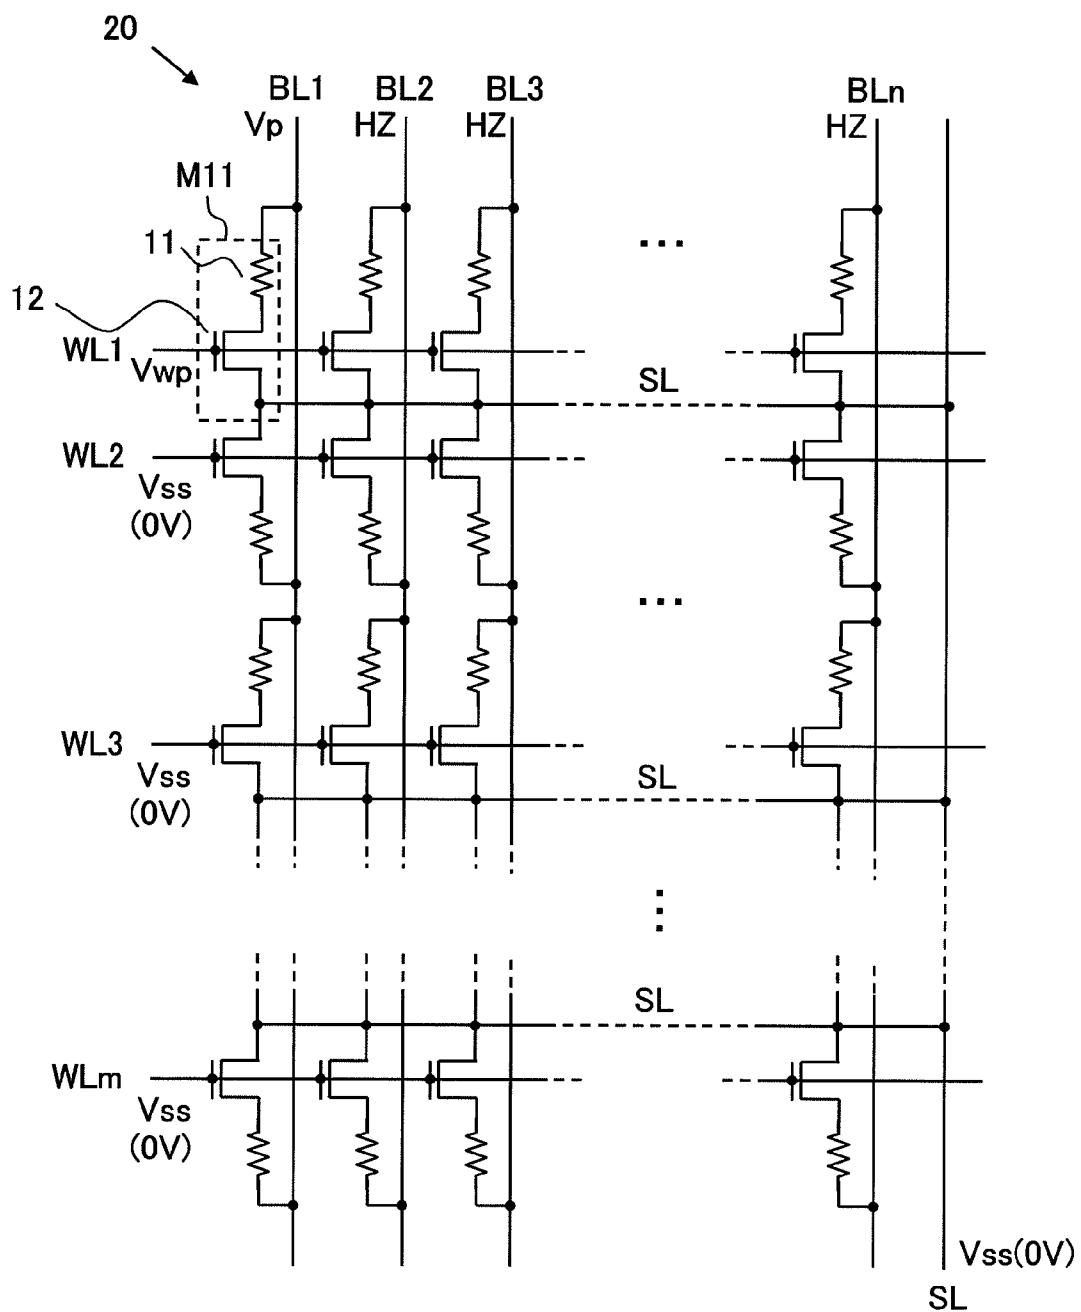 20
BL1 BL2 BL3 BLn
Vp HZ HZ HZ
M11
11
12
...
WL1
Vwp
SL
WL2
Vss
(0V)
...
WL3
Vss
(0V)
SL
⋮
SL
WLm
Vss
(0V)
Vss(0V)
SL